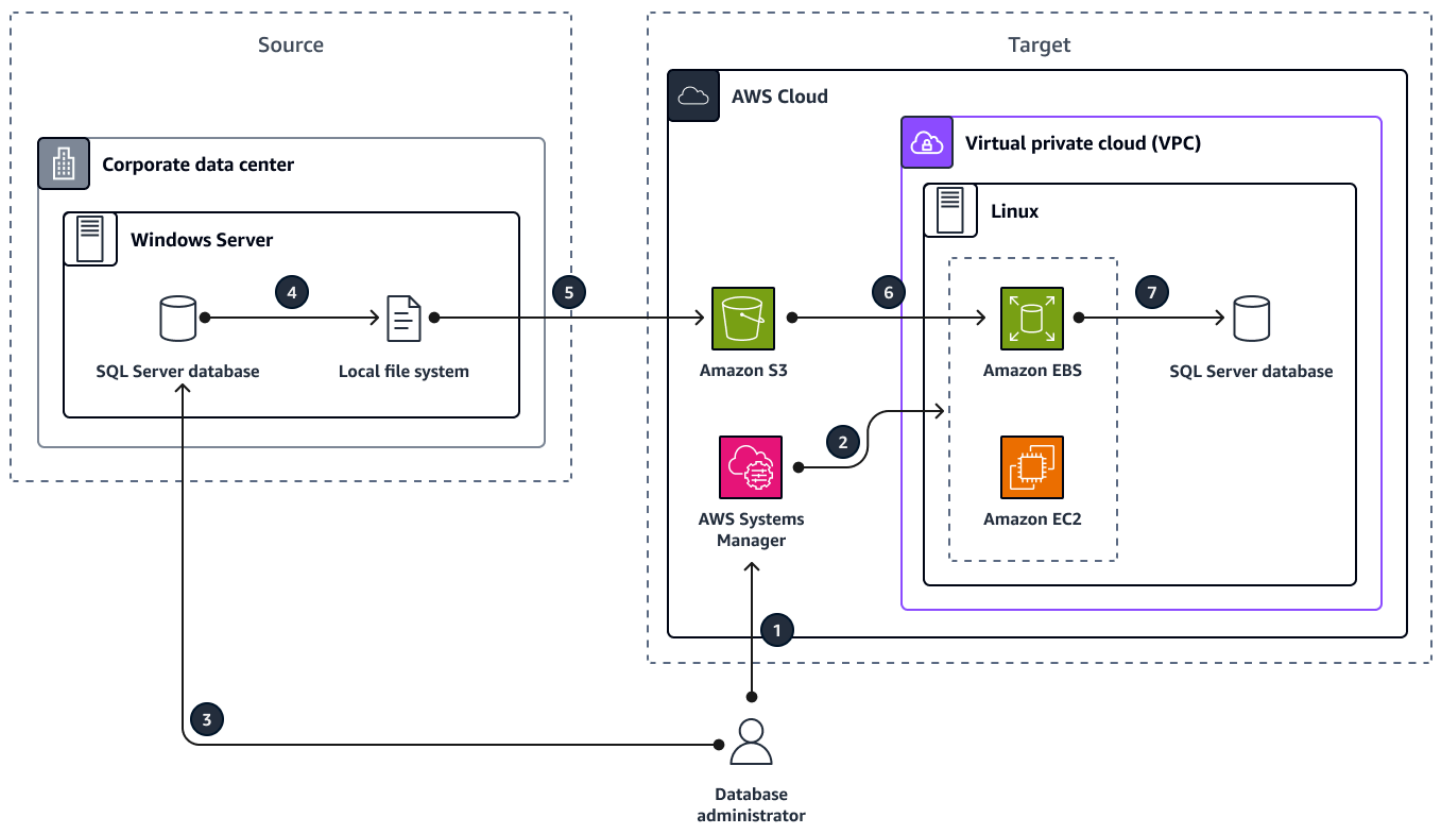 Source
Target
AWS Cloud
Virtual private cloud (VPC)
Corporate data center
Linux
Windows Server
4
5
6
7
SQL Server database
Local file system
Amazon S3
Amazon EBS
SQL Server database
2
AWS Systems
Manager
Amazon EC2
1
3
Database
administrator